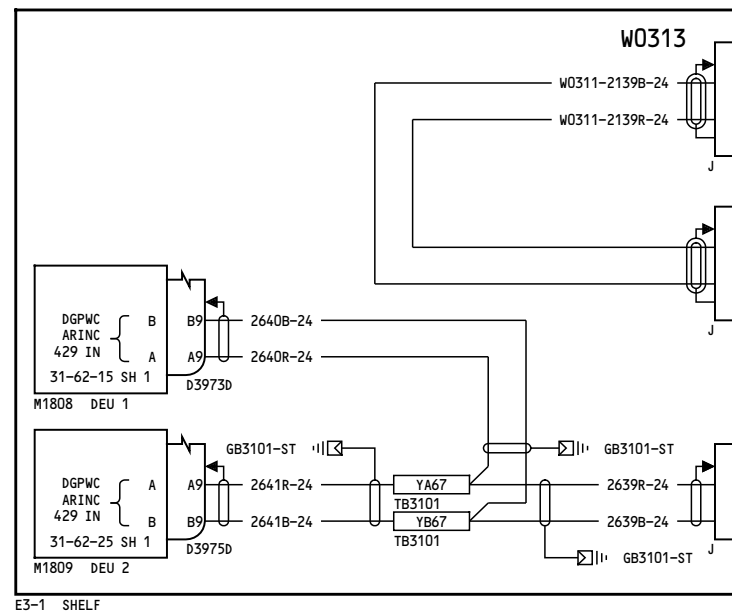 WO313
WO311-2139B-24
WO311-2139R-24
J
J
DGPWC B B9 2640B-24
ARINC
429 IN A A9 2640R-24
31-62-15 SH 1
D3973D
M1808 DEU 1
GB3101-ST GB3101-ST
DGPWC A A9 2641R-24 YA67 2639R-24
ARINC TB3101
429 IN B B9 2641B-24 YB67 2639B-24
31-62-25 SH 1 TB3101 J
D3975D GB3101-ST
M1809 DEU 2
E3-1 SHELF